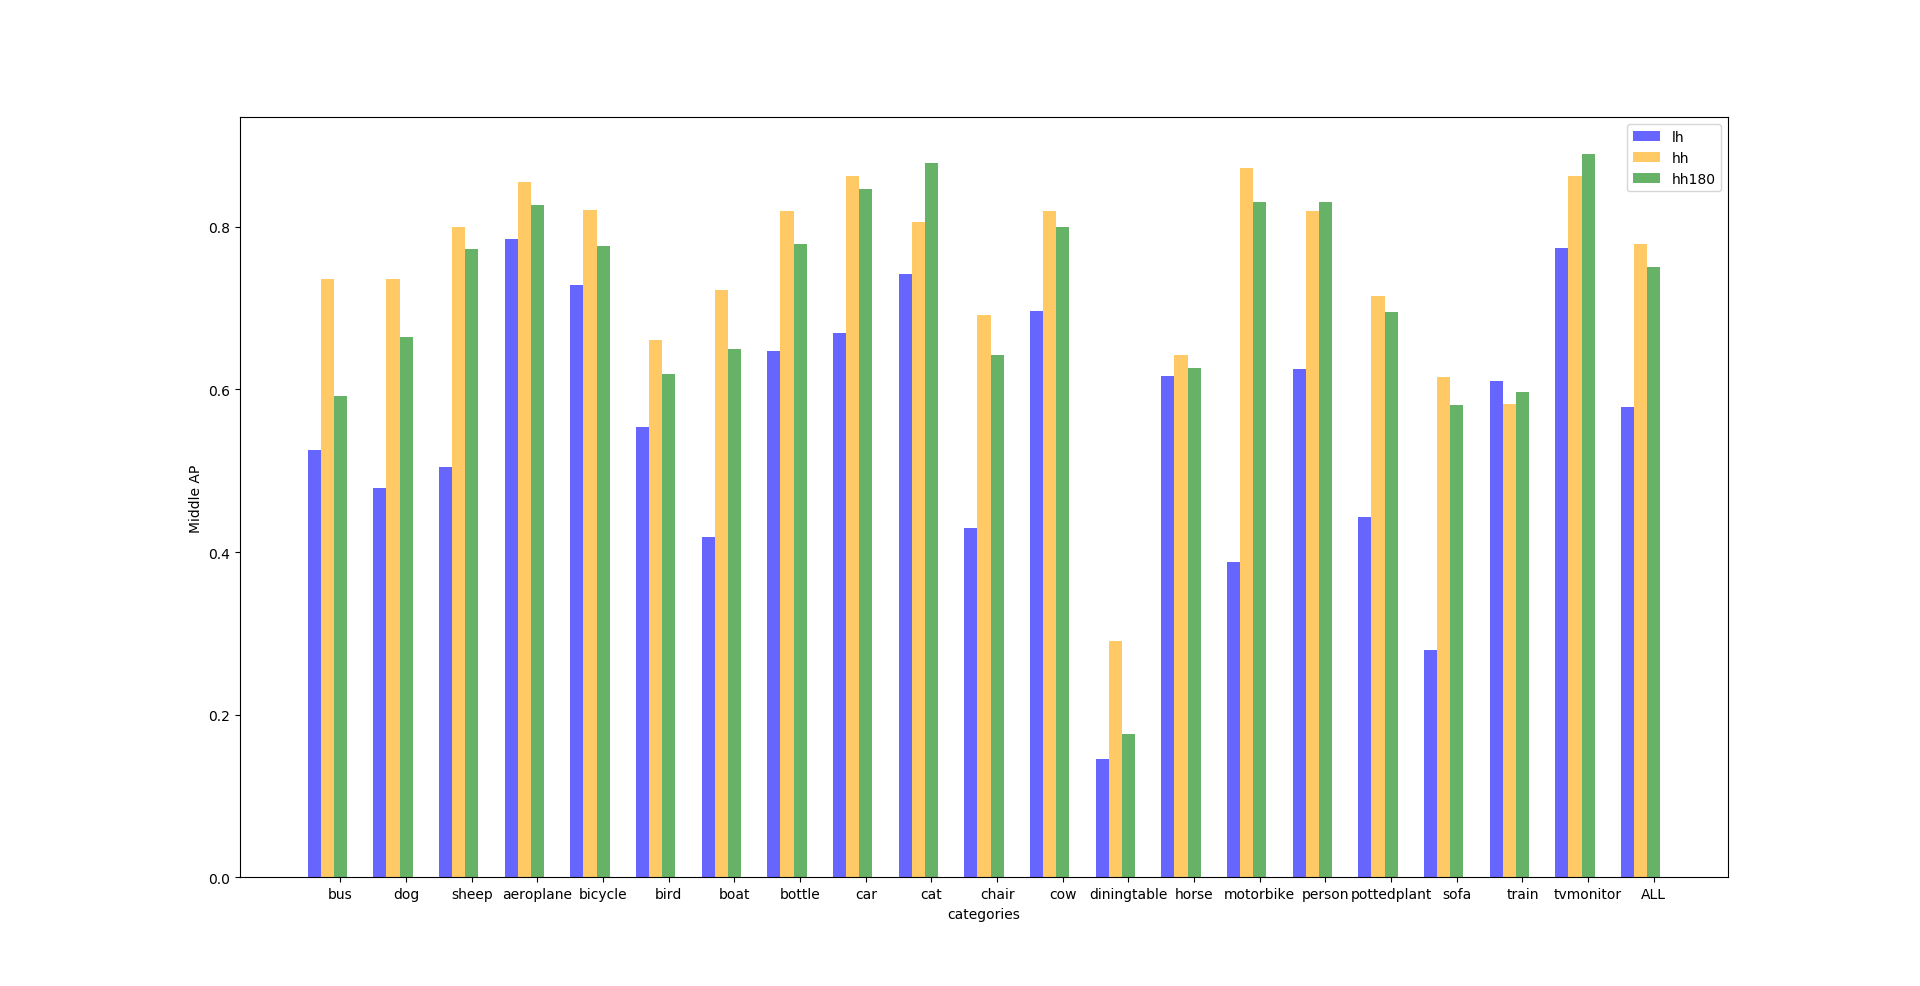 lh
hh
hh180
0.8
0.6
0.4
0.2
0.0
Middle AP
bus dog sheep aeroplane bicycle bird boat bottle car cat chair cow diningtable horse motorbike person pottedplant sofa train tvmonitor ALL
categories